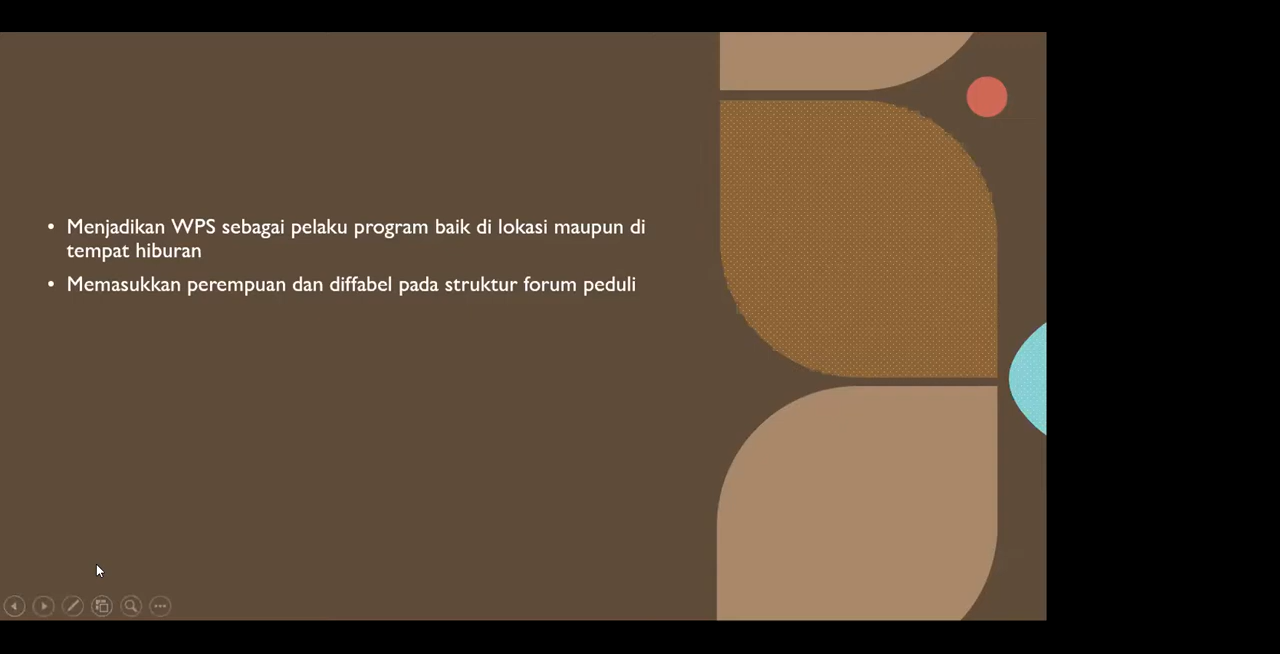 • Menjadikan WPS sebagai pelaku program baik di lokasi maupun di
tempat hiburan
• Memasukkan perempuan dan diffabel pada struktur forum peduli